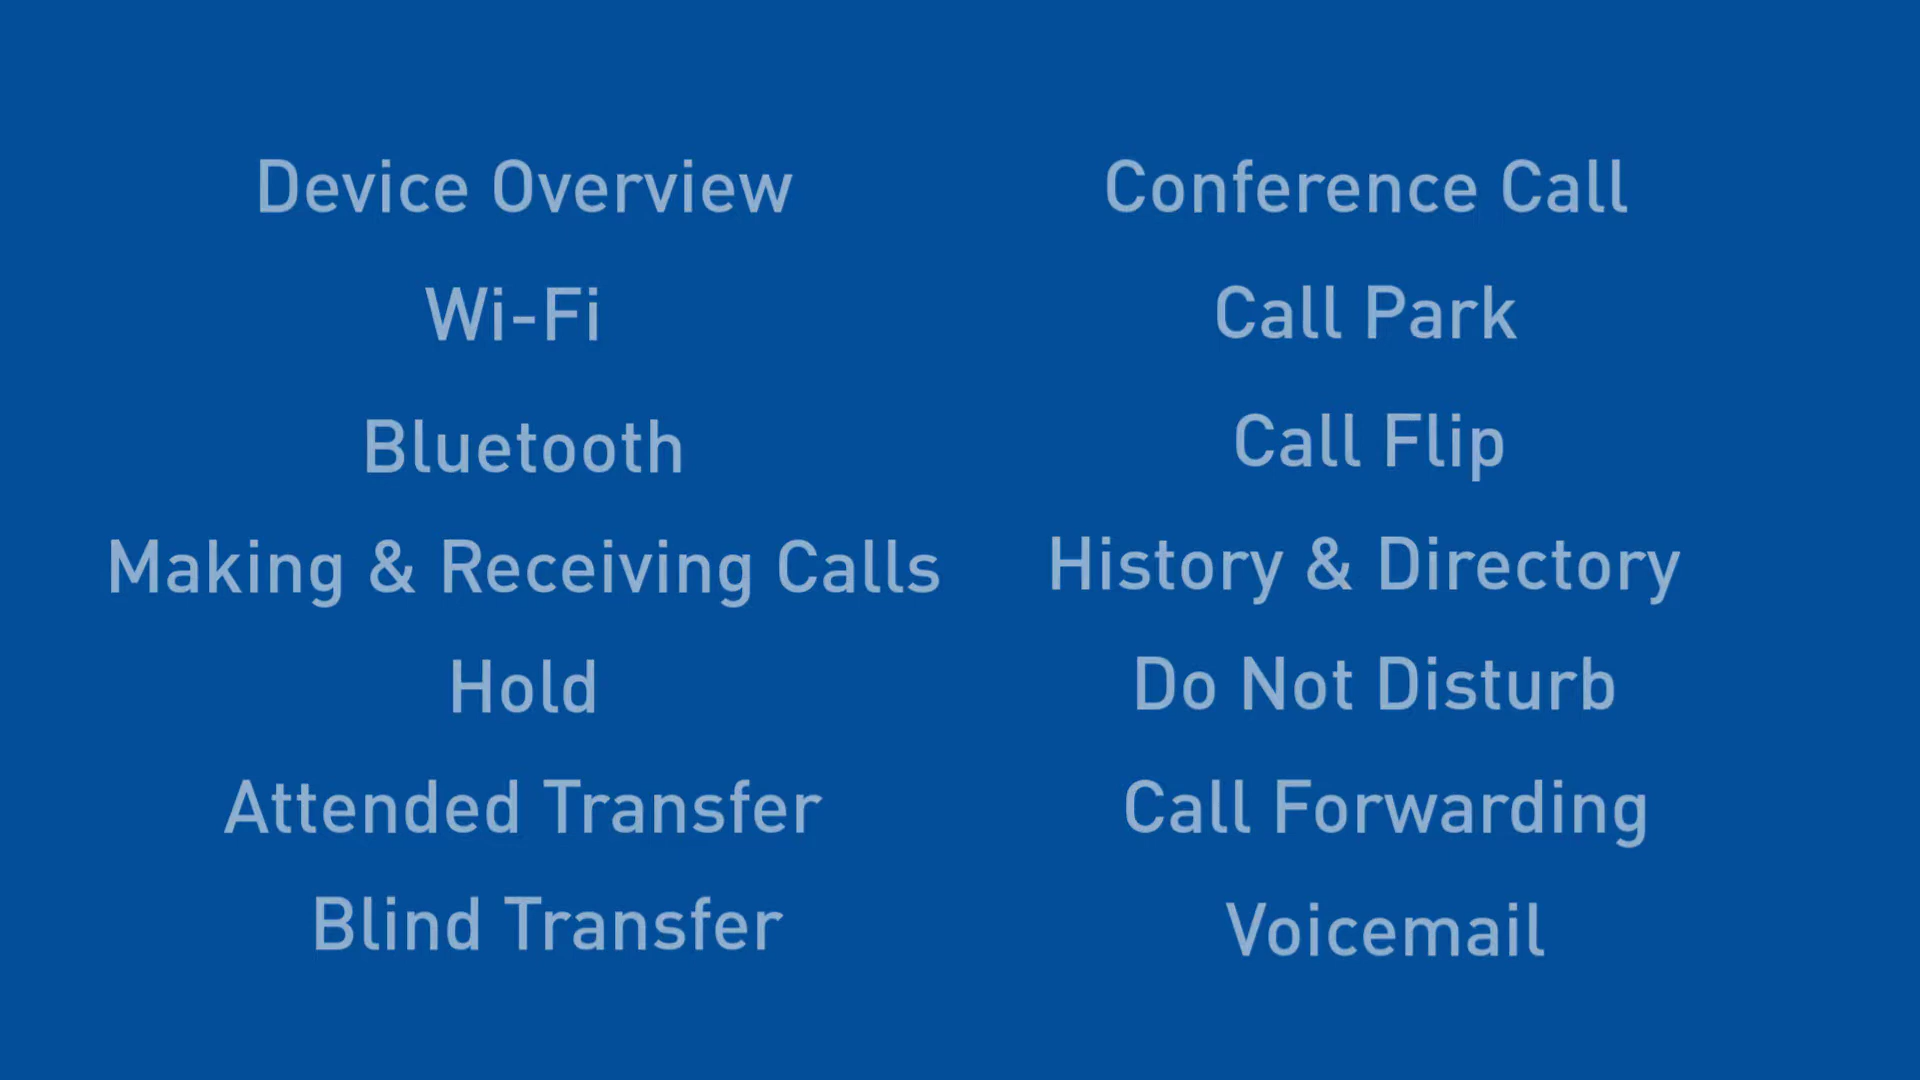 Device Overview
Wi-Fi
Bluetooth
Making & Receiving Calls
Hold
Attended Transfer
Blind Transfer
Conference Call
Call Park
Call Flip
History & Directory
Do Not Disturb
Call Forwarding
Voicemail